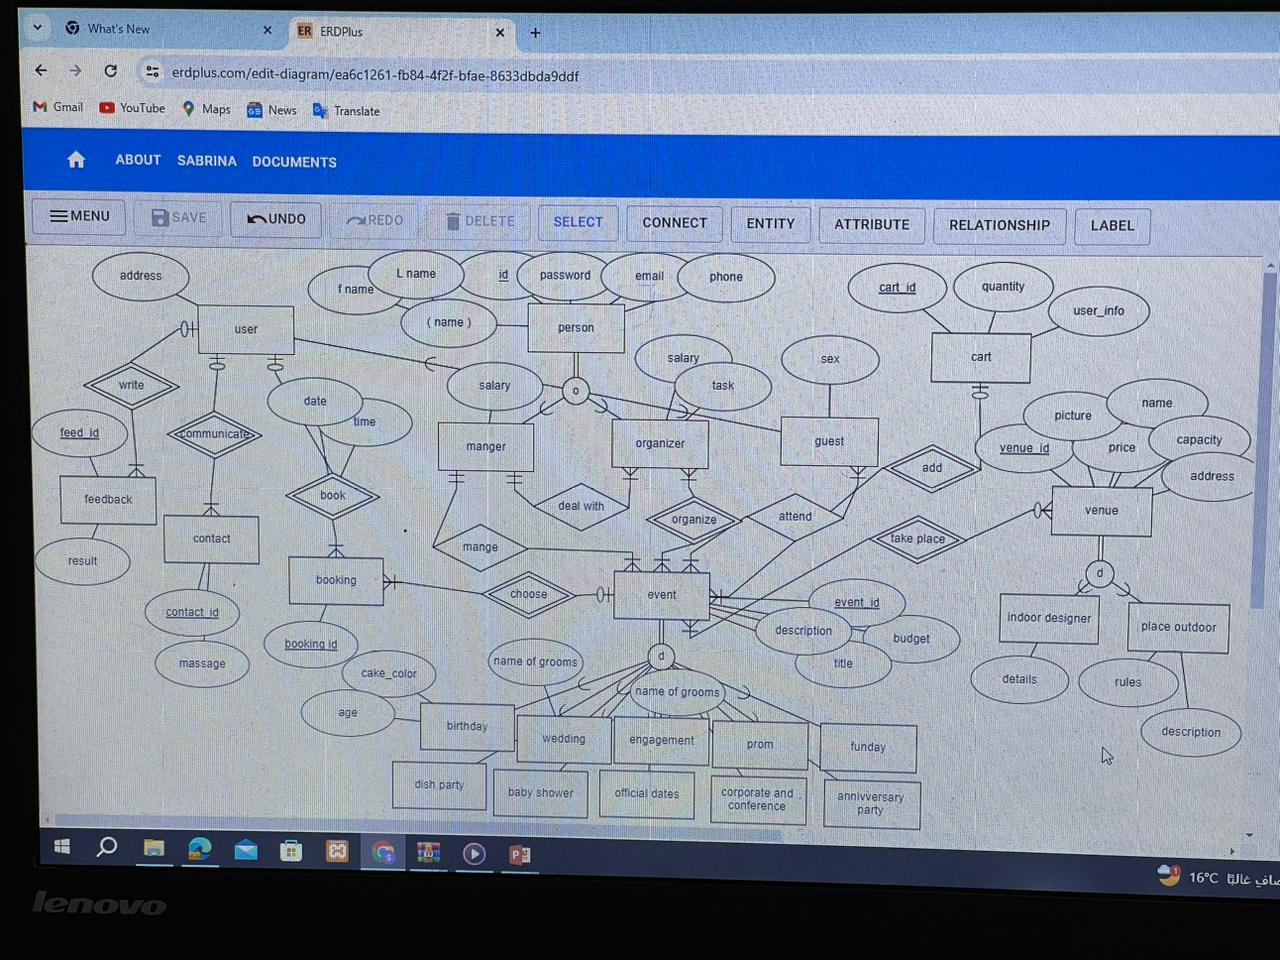 What's New
ERDPlus
erdplus.com/edit-diagram/ea6c1261-fb84-4f2f-bfae-8633dbda9ddf
Gmail YouTube Maps News Translate
ABOUT SABRINA DOCUMENTS
MENU SAVE UNDO REDO DELETE SELECT CONNECT ENTITY ATTRIBUTE RELATIONSHIP LABEL
address
f name
L name
id
password
email
phone
cart_id
quantity
user_info
user
( name )
person
cart
write
salary
o
salary
task
sex
date
time
feed_id
communicate
manger
organizer
guest
add
picture
name
venue_id
price
capacity
address
feedback
book
deal with
organize
attend
venue
contact
mange
take place
result
booking
choose
event
d
contact_id
event_id
description
budget
title
indoor designer
place outdoor
massage
booking id
cake_color
name of grooms
d
name of grooms
details
rules
age
birthday
wedding
engagement
prom
funday
description
dish party
baby shower
official dates
corporate and
conference
annivversary
party
16°C صافٍ غالبًا
lenovo